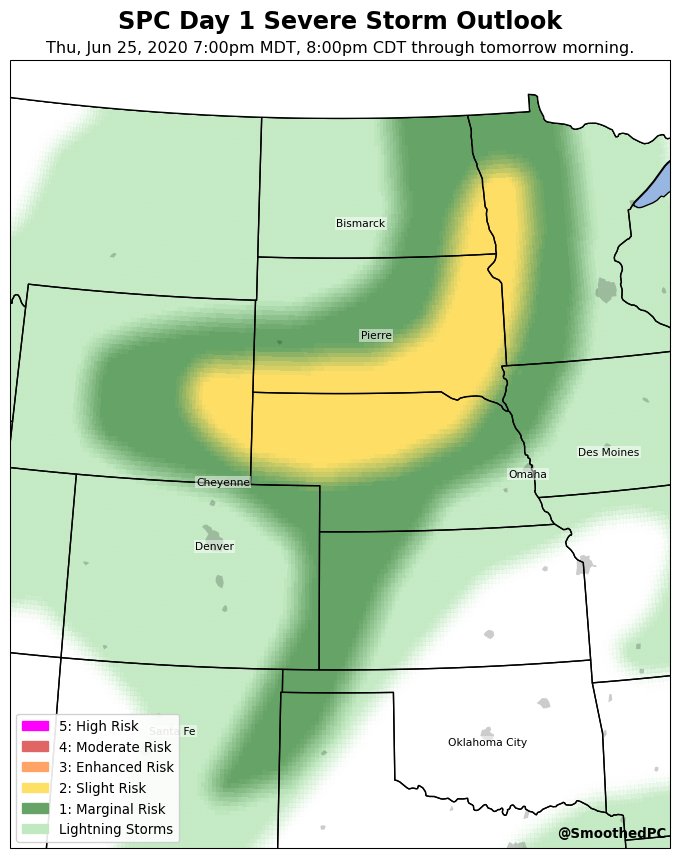 SPC Day 1 Severe Storm Outlook
Thu, Jun 25, 2020 7:00pm MDT, 8:00pm CDT through tomorrow morning.
Bismarck
Pierre
Des Moines
Omaha
Cheyenne
Denver
Santa Fe
Oklahoma City
5: High Risk
4: Moderate Risk
3: Enhanced Risk
2: Slight Risk
1: Marginal Risk
Lightning Storms
@SmoothedPC